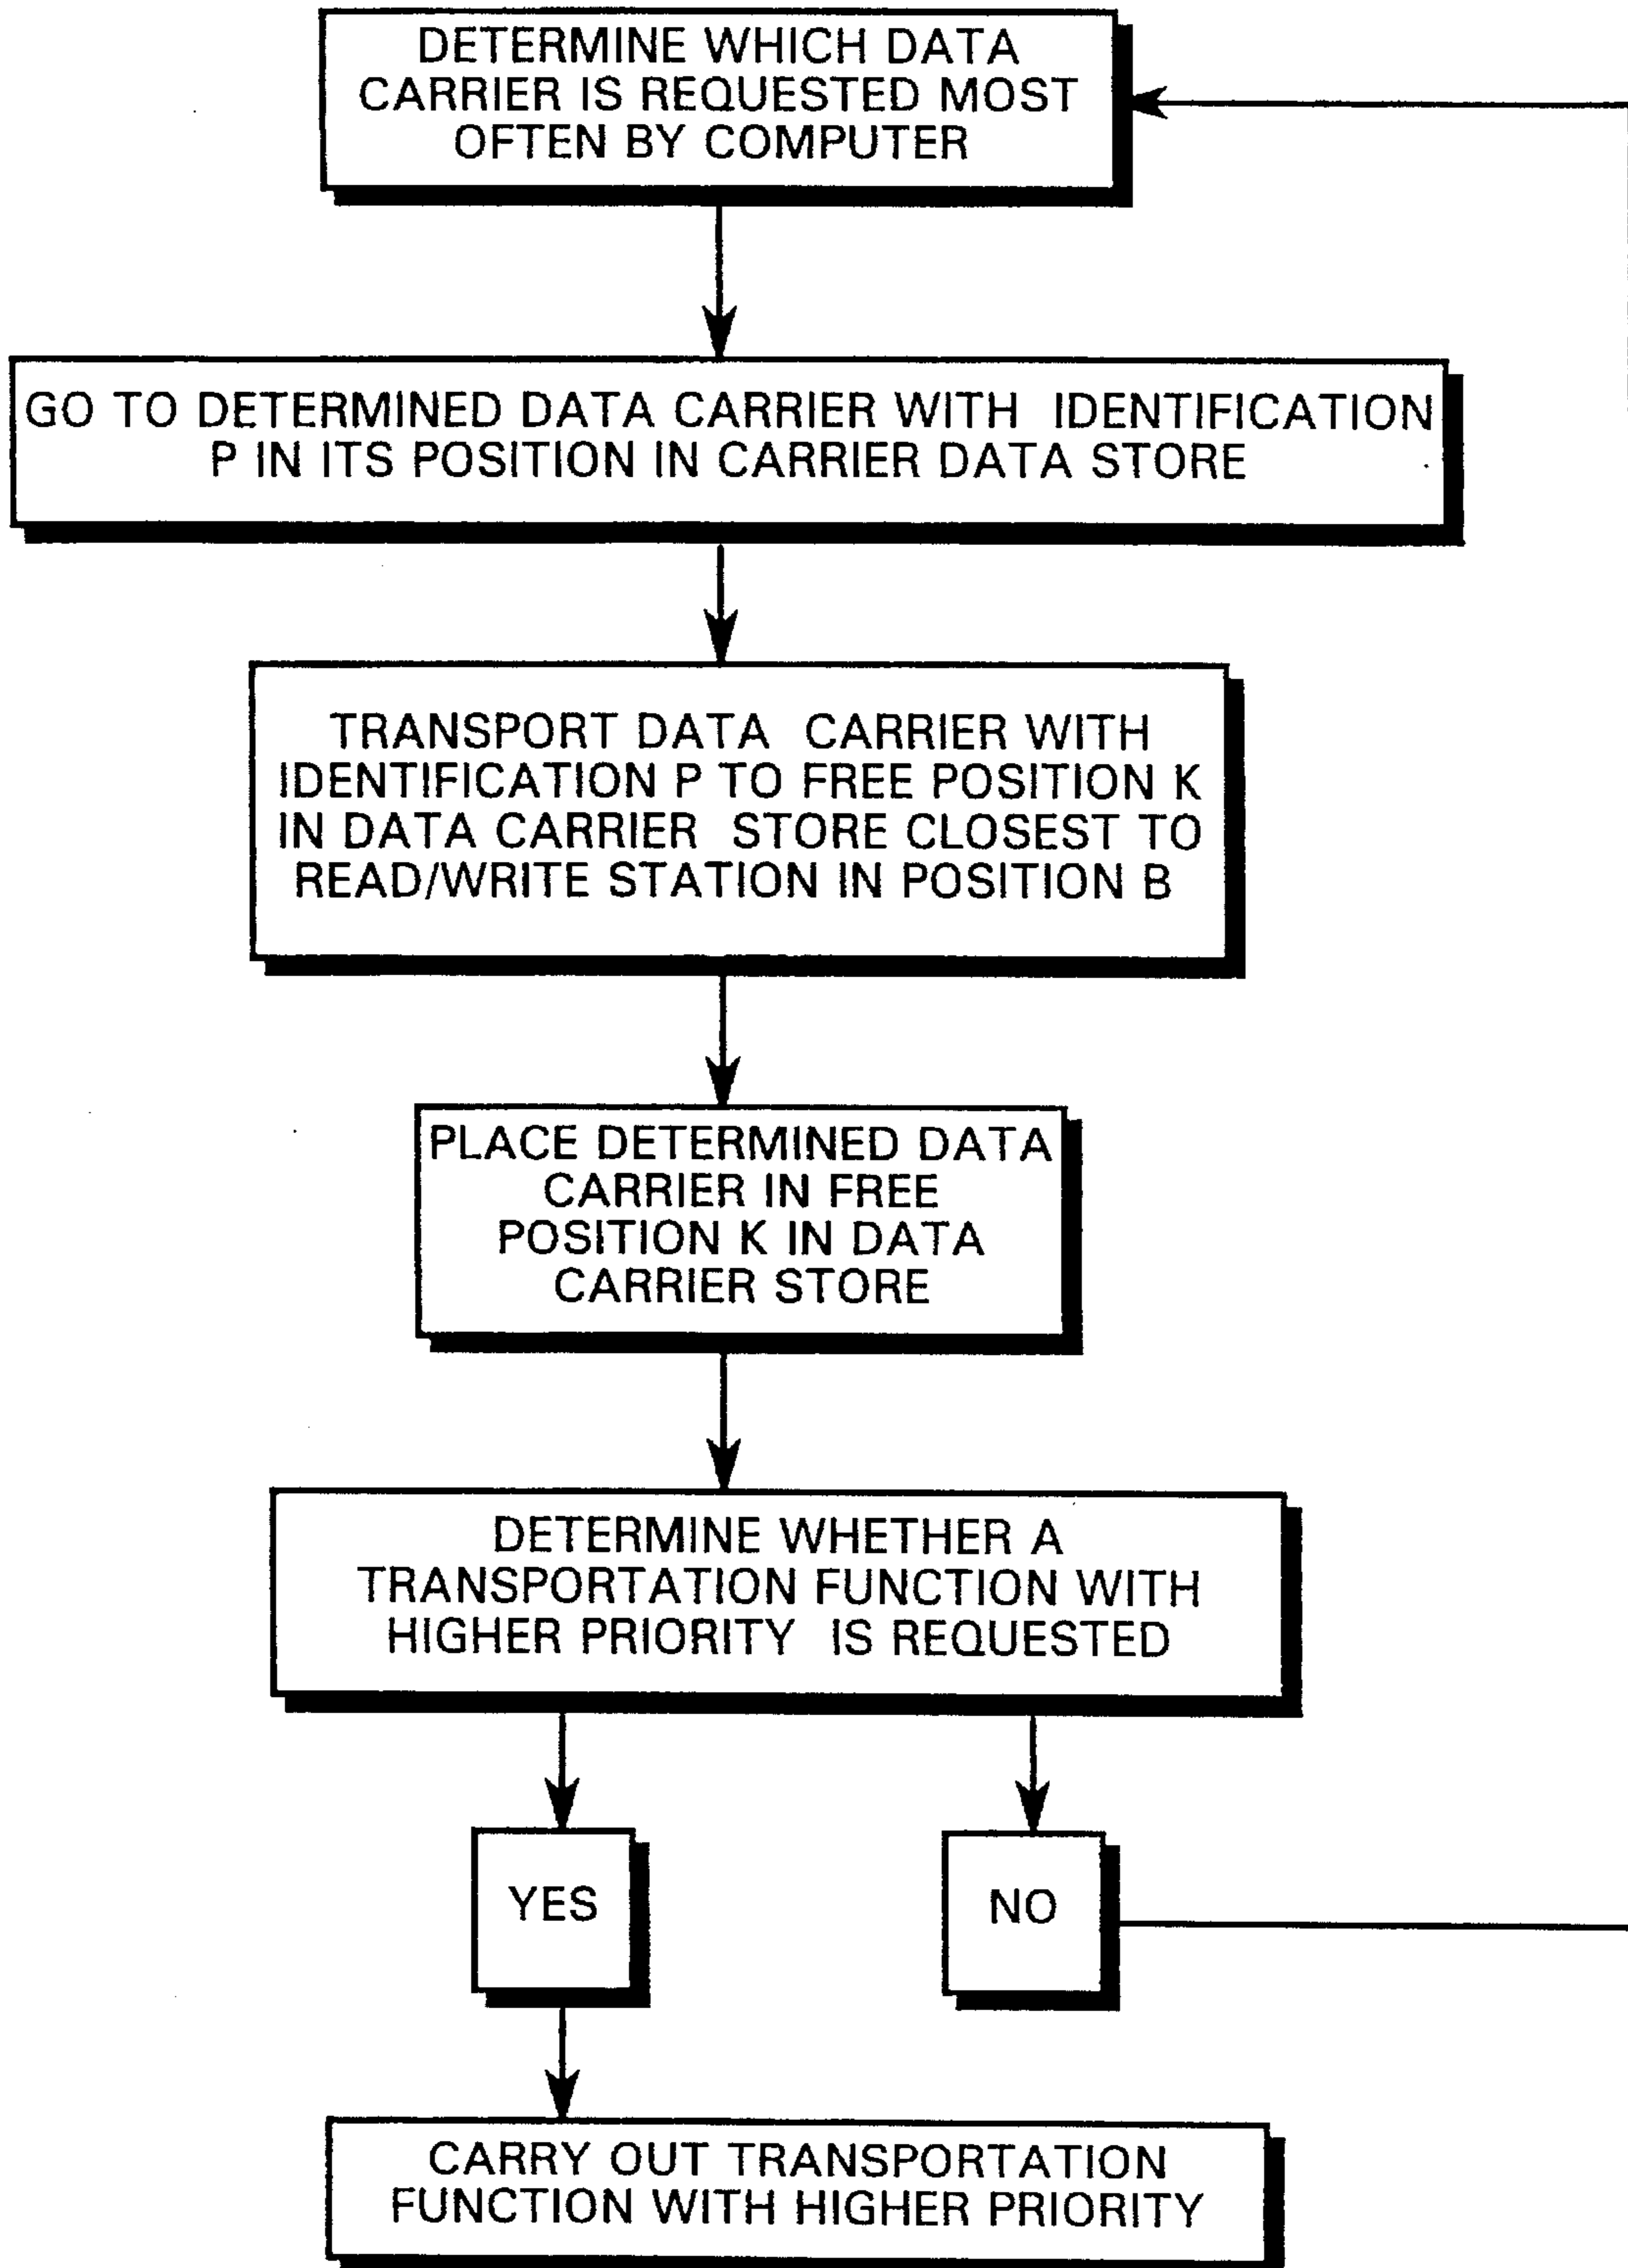 DETERMINE WHICH DATA
CARRIER IS REQUESTED MOST
OFTEN BY COMPUTER
GO TO DETERMINED DATA CARRIER WITH IDENTIFICATION
P IN ITS POSITION IN CARRIER DATA STORE
TRANSPORT DATA CARRIER WITH
IDENTIFICATION P TO FREE POSITION K
IN DATA CARRIER STORE CLOSEST TO
READ/WRITE STATION IN POSITION B
PLACE DETERMINED DATA
CARRIER IN FREE
POSITION K IN DATA
CARRIER STORE
DETERMINE WHETHER A
TRANSPORTATION FUNCTION WITH
HIGHER PRIORITY IS REQUESTED
YES
NO
CARRY OUT TRANSPORTATION
FUNCTION WITH HIGHER PRIORITY